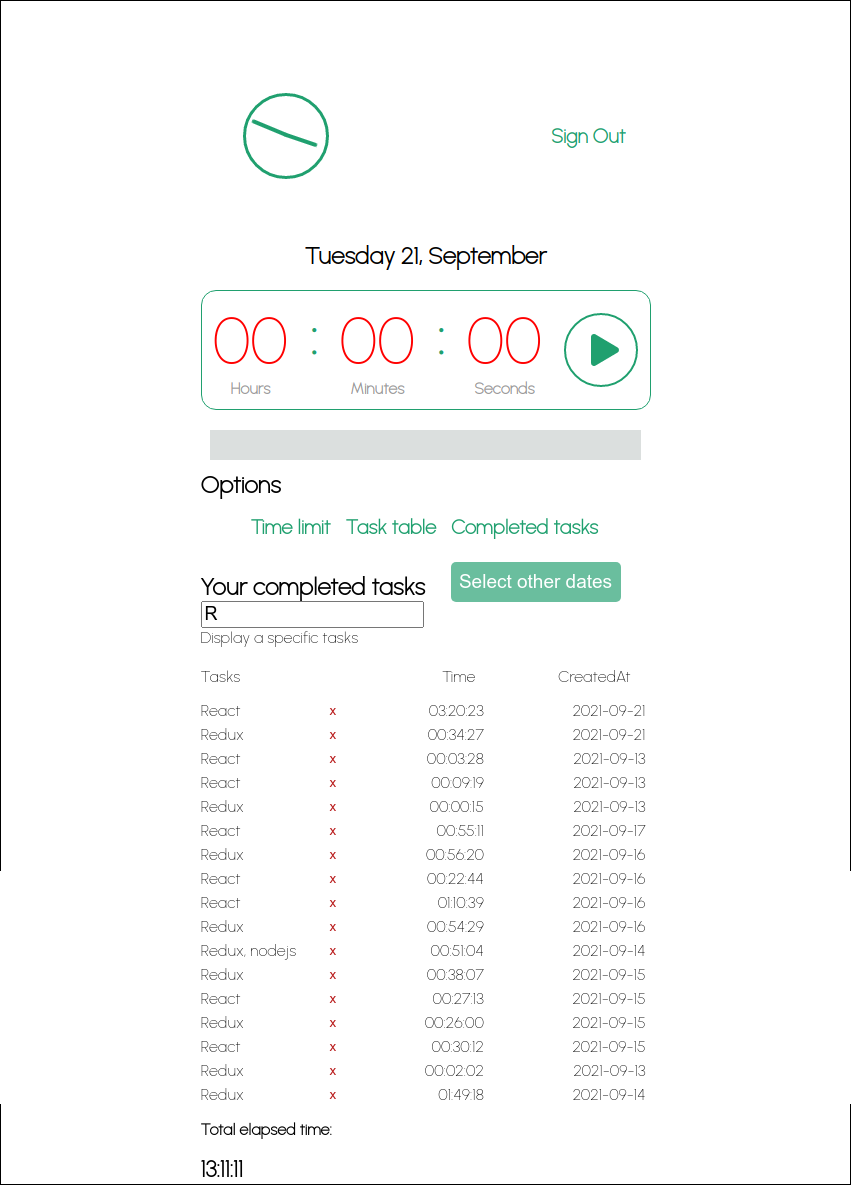 Sign Out
Tuesday 21, September
00 : 00 : 00
Hours Minutes Seconds
Options
Time limit Task table Completed tasks
Your completed tasks Select other dates
R
Display a specific tasks
Tasks Time CreatedAt
React x 03:20:23 2021-09-21
Redux x 00:34:27 2021-09-21
React x 00:03:28 2021-09-13
React x 00:09:19 2021-09-13
Redux x 00:00:15 2021-09-13
React x 00:55:11 2021-09-17
Redux x 00:56:20 2021-09-16
React x 00:22:44 2021-09-16
React x 01:10:39 2021-09-16
Redux x 00:54:29 2021-09-16
Redux, nodejs x 00:51:04 2021-09-14
Redux x 00:38:07 2021-09-15
React x 00:27:13 2021-09-15
Redux x 00:26:00 2021-09-15
React x 00:30:12 2021-09-15
Redux x 00:02:02 2021-09-13
Redux x 01:49:18 2021-09-14
Total elapsed time:
13:11:11